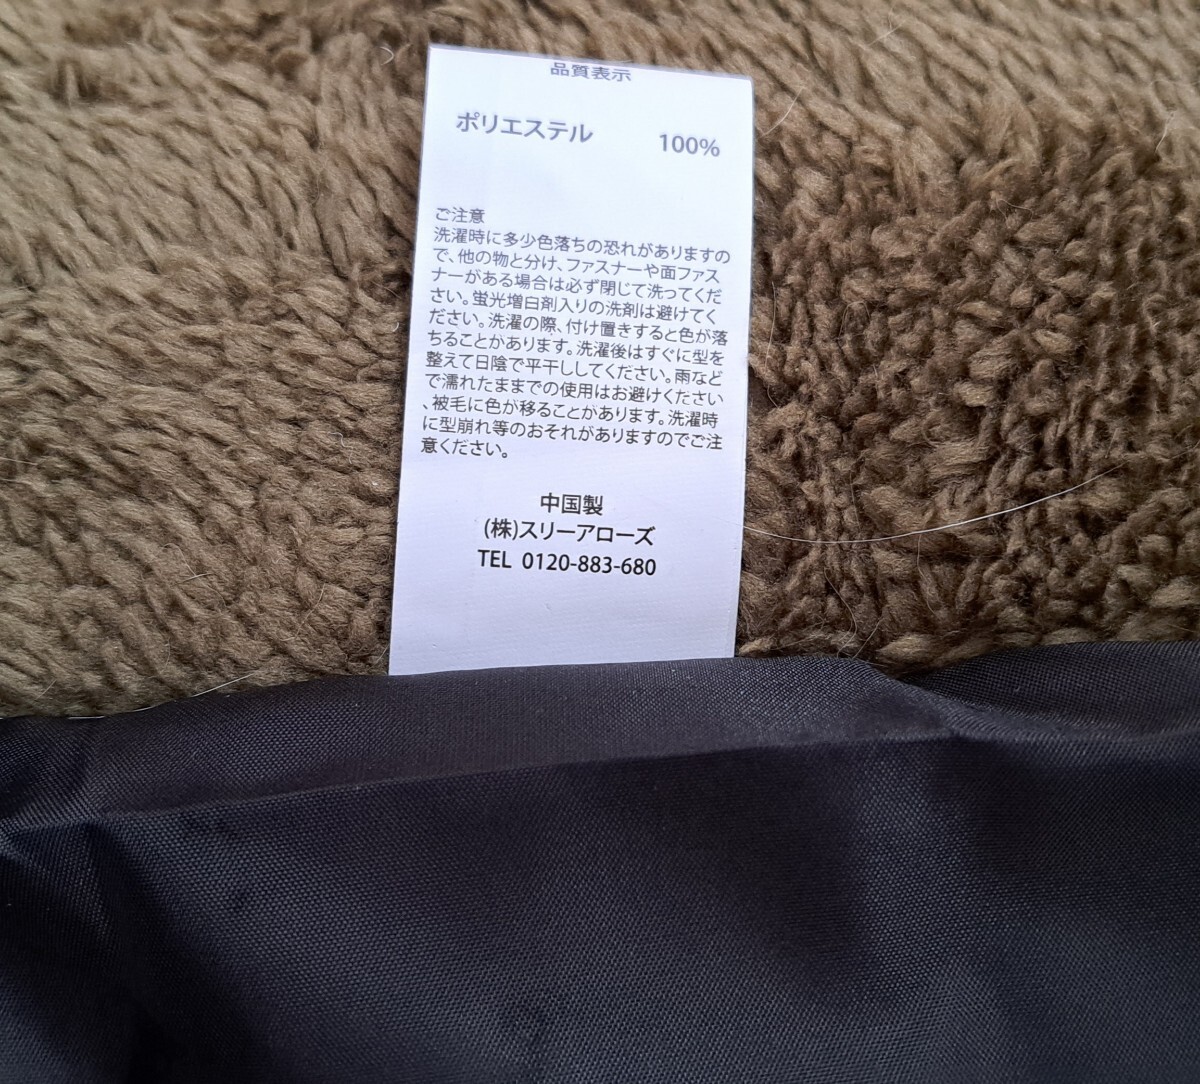 品質表示
ポリエステル 100%
ご注意
洗濯時に多少色落ちの恐れがありますの
で、他の物と分け、ファスナーや面ファス
ナーがある場合は必ず閉じて洗ってくだ
さい。蛍光増白剤入りの洗剤は避けてく
ださい。洗濯の際、付け置きすると色が落
ちることがあります。洗濯後はすぐに型を
整えて日陰で平干ししてください。雨など
で濡れたままでの使用はお避けください
、被毛に色が移ることがあります。洗濯時
に型崩れ等のおそれがありますのでご注
意ください。
中国製
(株)スリーアローズ
TEL 0120-883-680